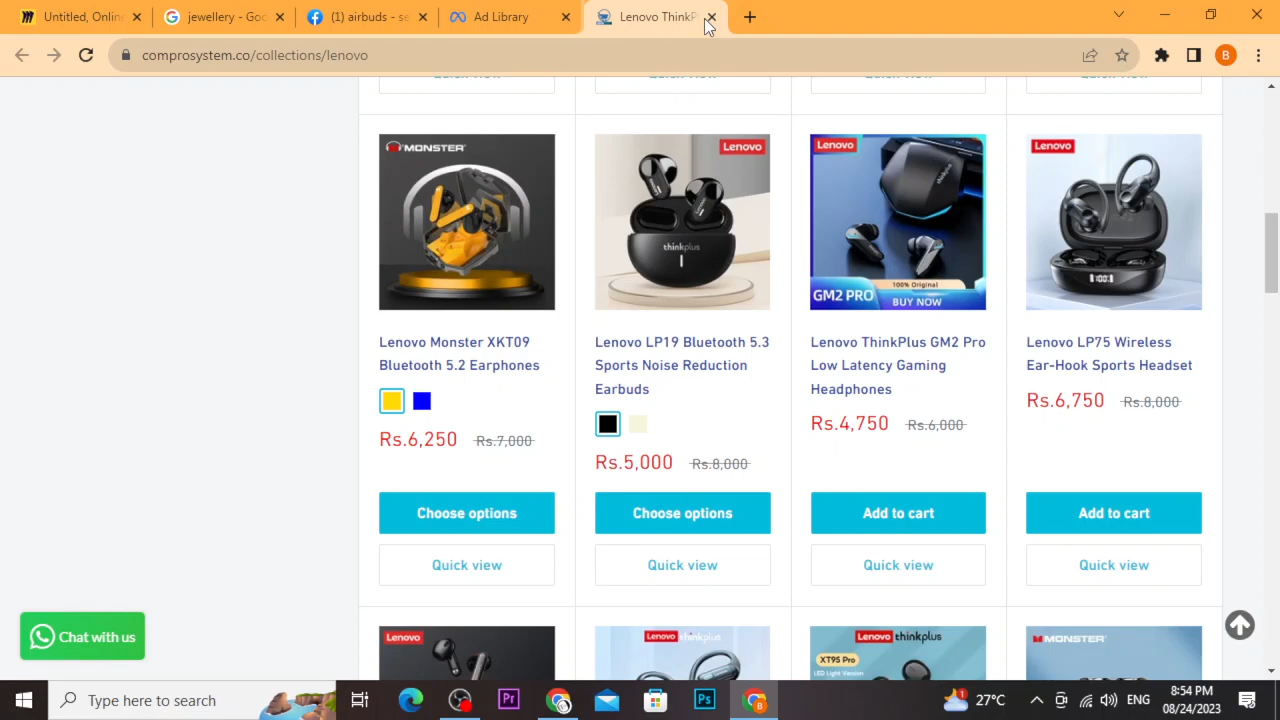 Untitled, Onlin
jewellery - Goo
(1) airbuds - se
Ad Library
Lenovo ThinkP
comprosystem.co/collections/lenovo
B
MONSTER
Lenovo
thinkplus
Lenovo
100% Original
GM2 PRO BUY NOW
Lenovo
Lenovo Monster XKT09
Bluetooth 5.2 Earphones
Rs.6,250 Rs.7,000
Choose options
Quick view
Lenovo LP19 Bluetooth 5.3
Sports Noise Reduction
Earbuds
Rs.5,000 Rs.8,000
Choose options
Quick view
Lenovo ThinkPlus GM2 Pro
Low Latency Gaming
Headphones
Rs.4,750 Rs.6,000
Add to cart
Quick view
Lenovo LP75 Wireless
Ear-Hook Sports Headset
Rs.6,750 Rs.8,000
Add to cart
Quick view
Lenovo
Lenovo thinkplus
Lenovo thinkplus
XT95 Pro
LED Light Version
MONSTER
Chat with us
Type here to search
27°C
ENG
8:54 PM
08/24/2023